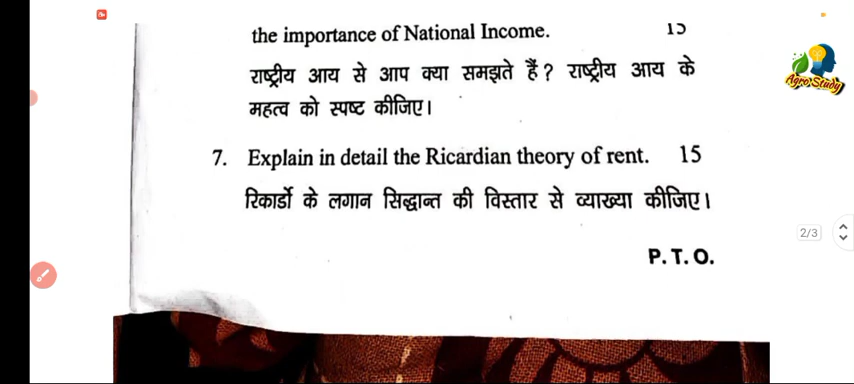 the importance of National Income. 15
राष्ट्रीय आय से आप क्या समझते हैं? राष्ट्रीय आय के
महत्व को स्पष्ट कीजिए।
7. Explain in detail the Ricardian theory of rent. 15
रिकार्डो के लगान सिद्धान्त की विस्तार से व्याख्या कीजिए।
P. T. O.
Agro Study
2/3